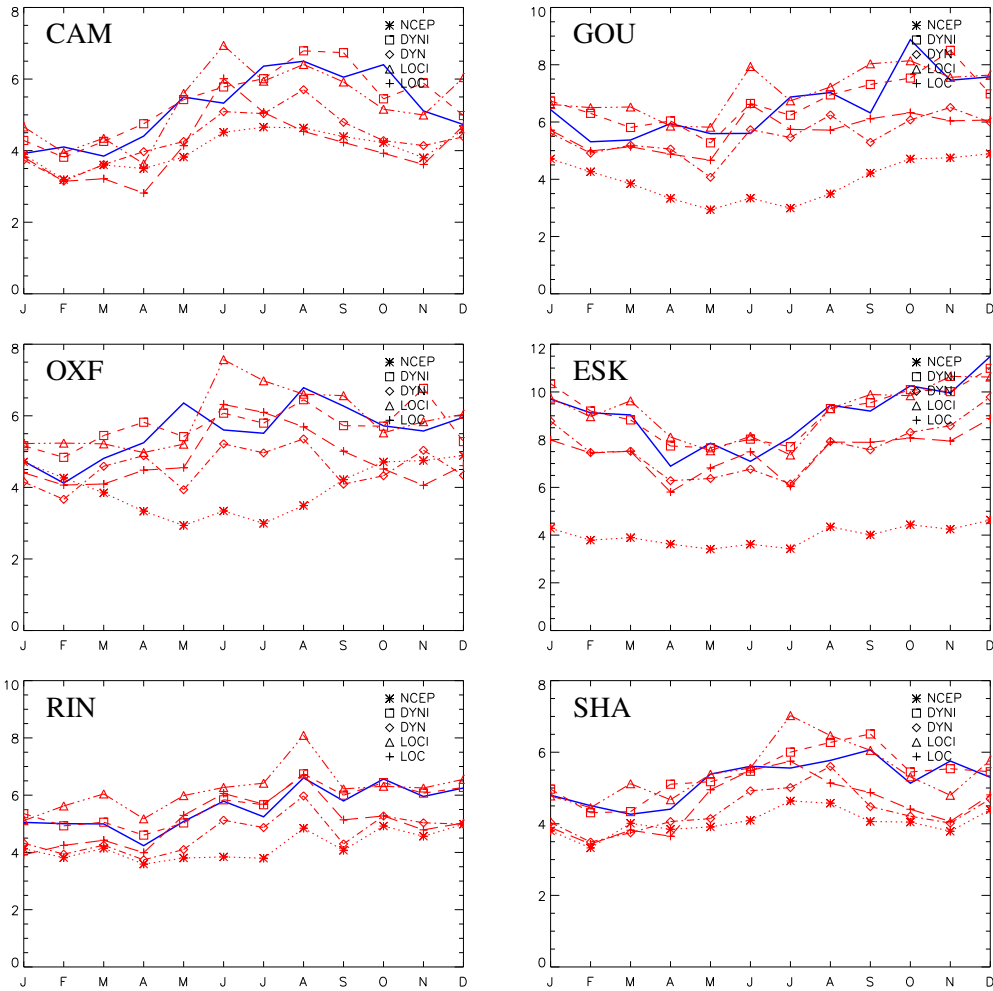 8
CAM
NCEP
DYNI
DYN
LOCI
LOC
6
4
2
0
J F M A M J J A S O N D
10
GOU
NCEP
DYNI
DYN
LOCI
LOC
8
6
4
2
0
J F M A M J J A S O N D
8
OXF
NCEP
DYNI
DYN
LOCI
LOC
6
4
2
0
J F M A M J J A S O N D
12
ESK
NCEP
DYNI
DYN
LOCI
LOC
10
8
6
4
2
0
J F M A M J J A S O N D
10
RIN
NCEP
DYNI
DYN
LOCI
LOC
8
6
4
2
0
J F M A M J J A S O N D
8
SHA
NCEP
DYNI
DYN
LOCI
LOC
6
4
2
0
J F M A M J J A S O N D